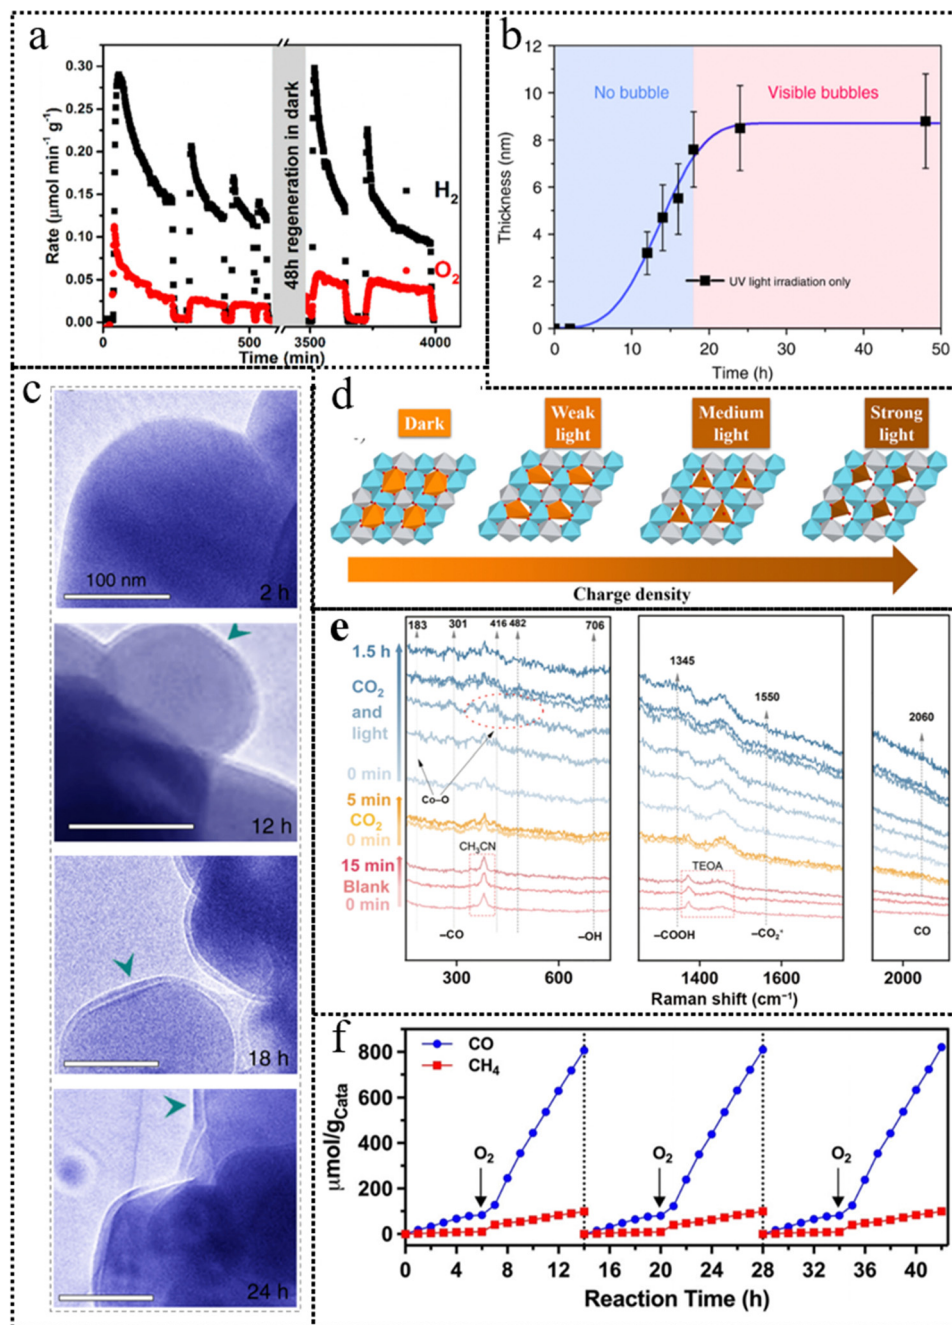 a
Rate (μmol min⁻¹ g⁻¹)
0.30
0.25
0.20
0.15
0.10
0.05
0.00
48h regeneration in dark
H₂
O₂
0
500
3500
4000
Time (min)
b
No bubble
Visible bubbles
Thickness (nm)
12
10
8
6
4
2
0
UV light irradiation only
0
10
20
30
40
50
Time (h)
c
100 nm
2 h
12 h
18 h
24 h
d
Dark
Weak
light
Medium
light
Strong
light
Charge density
e
183
301
416
482
706
1345
1550
2060
1.5 h
CO₂
and
light
0 min
5 min
CO₂
0 min
15 min
Blank
0 min
Co–O
CH₃CN
TEOA
–CO
–OH
–COOH
–CO₂*
CO
300
600
1400
1600
2000
Raman shift (cm⁻¹)
f
CO
CH₄
μmol/gCata
800
600
400
200
0
O₂
O₂
O₂
0
4
8
12
16
20
24
28
32
36
40
Reaction Time (h)